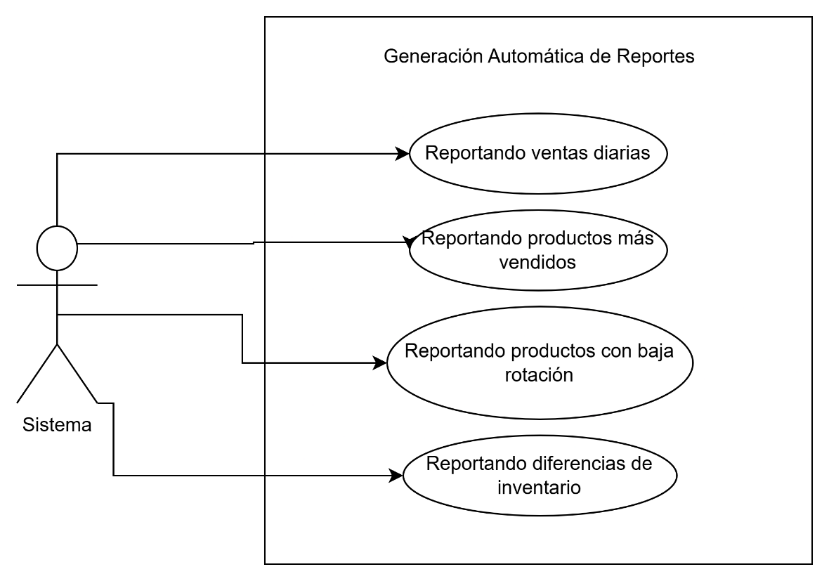 Generación Automática de Reportes
Reportando ventas diarias
Reportando productos más
vendidos
Reportando productos con baja
rotación
Sistema
Reportando diferencias de
inventario